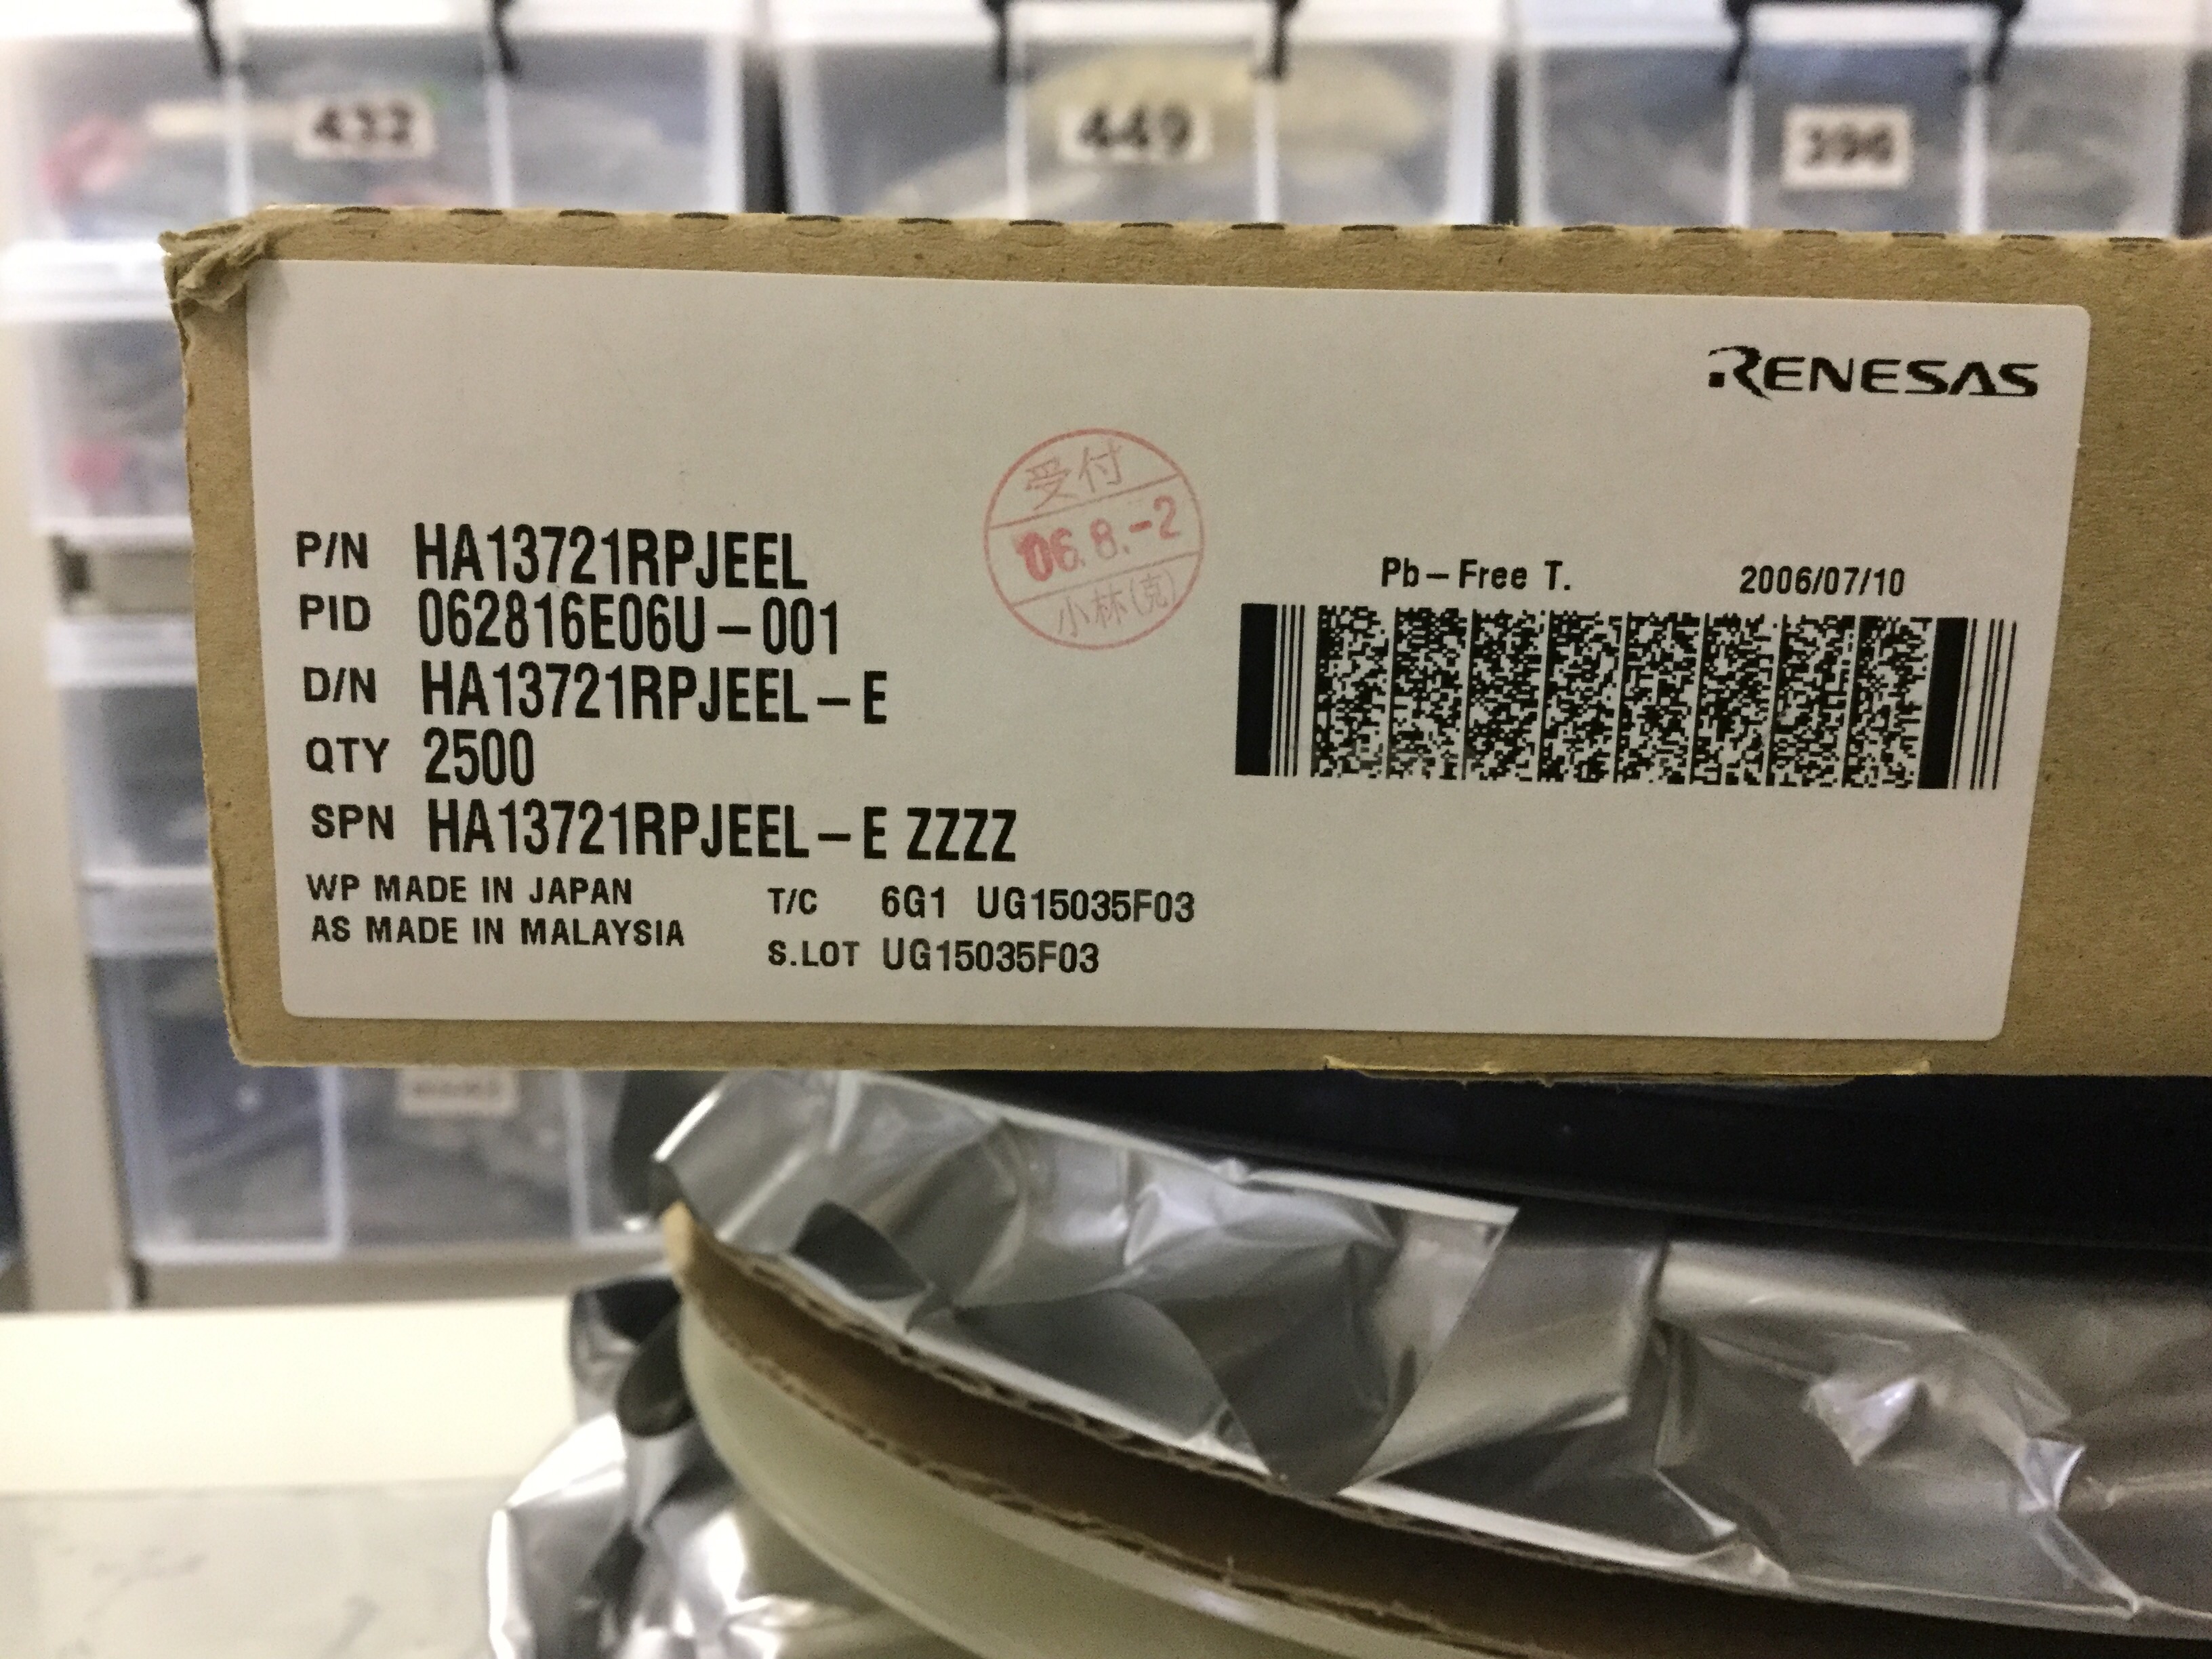 432
449
396
RENESAS
受付
'06.8.-2
小林(克)
P/N HA13721RPJEEL
PID 062816E06U-001
D/N HA13721RPJEEL-E
QTY 2500
SPN HA13721RPJEEL-E ZZZZ
WP MADE IN JAPAN
AS MADE IN MALAYSIA
T/C 6G1 UG15035F03
S.LOT UG15035F03
Pb-Free T. 2006/07/10